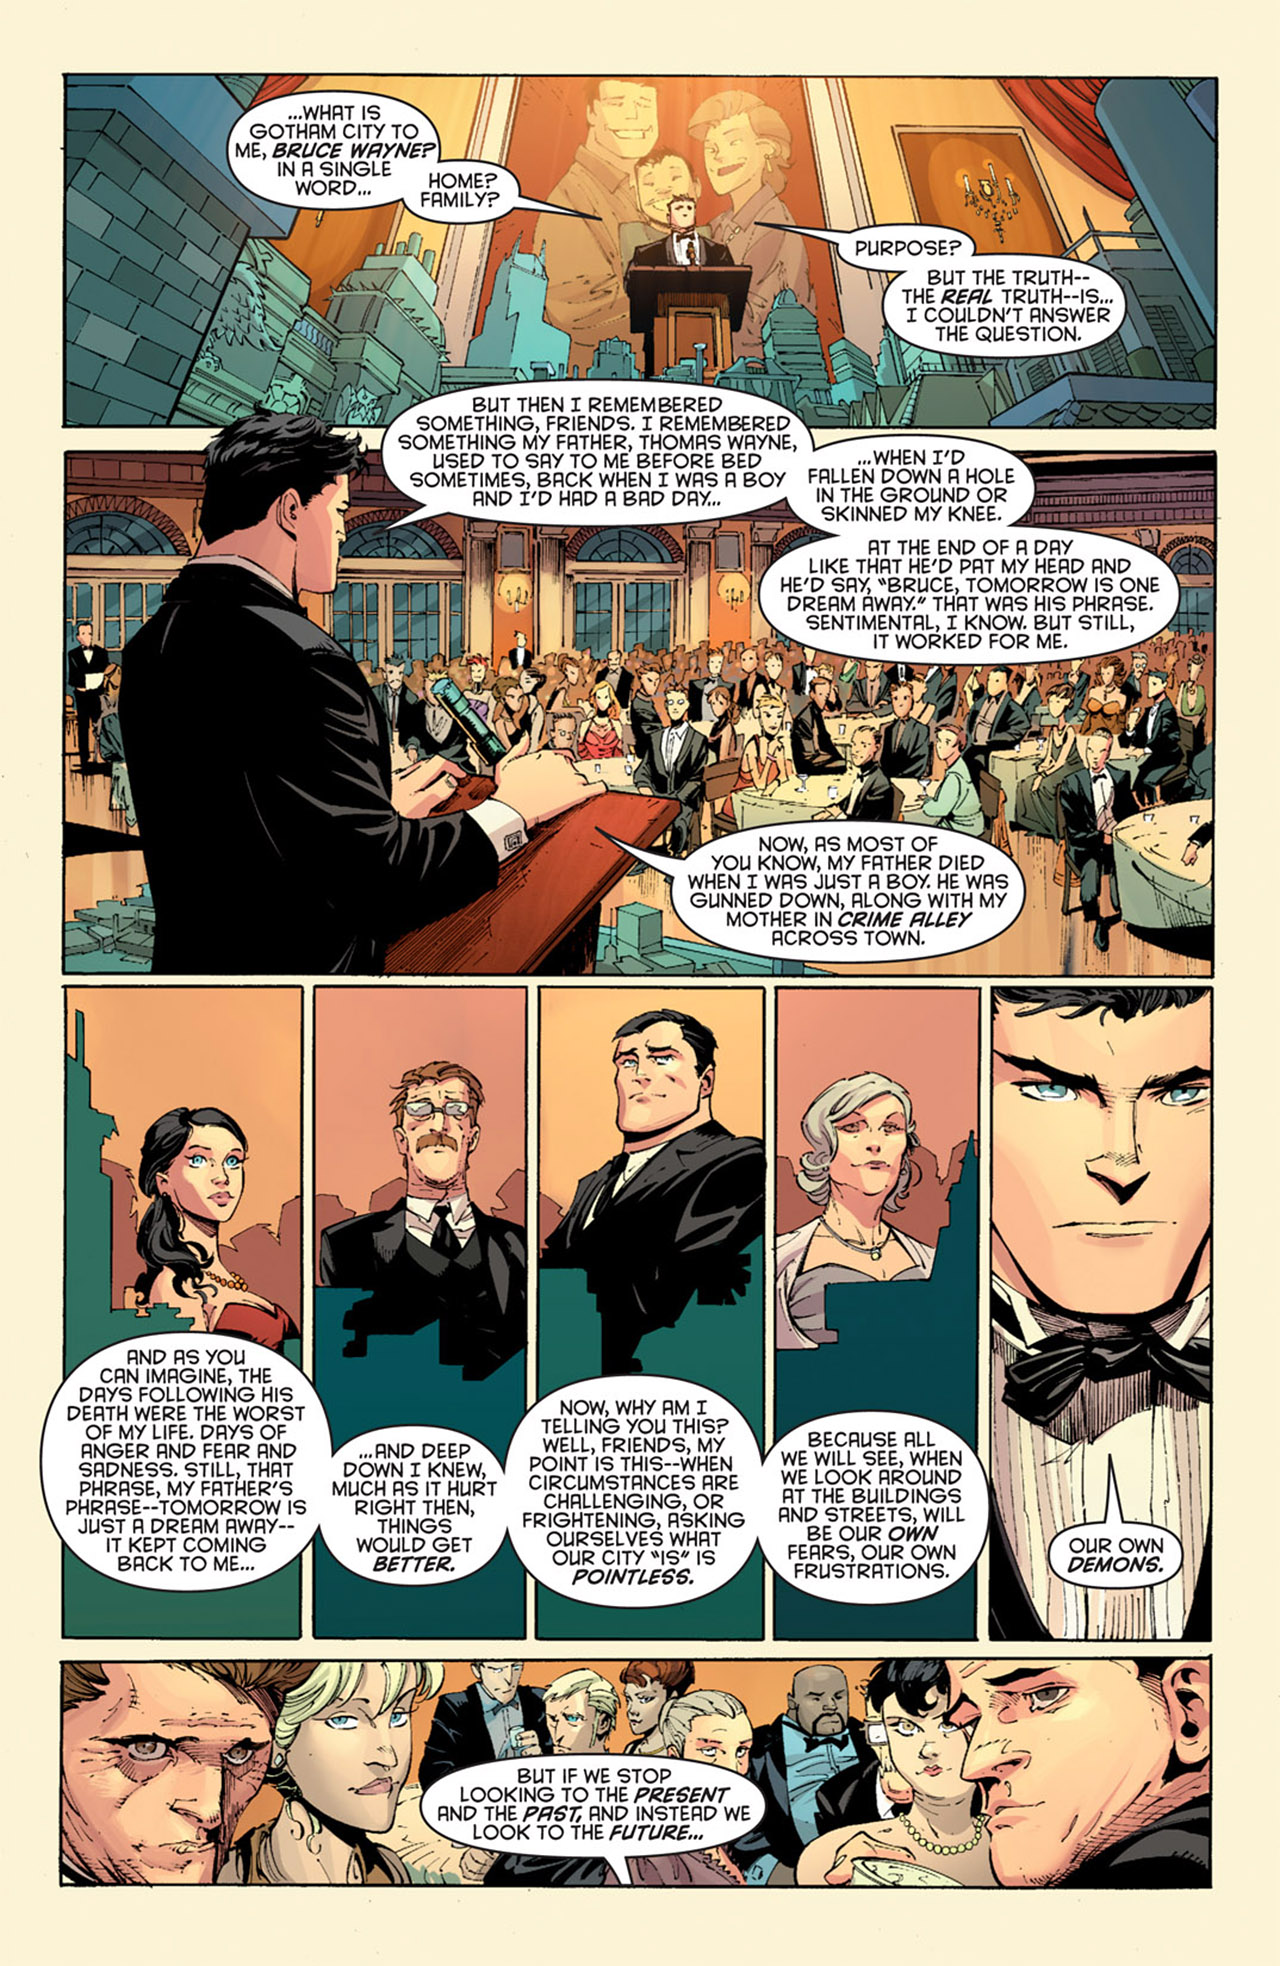 ...WHAT IS
GOTHAM CITY TO
ME, BRUCE WAYNE?
IN A SINGLE
WORD...
HOME?
FAMILY?
PURPOSE?
BUT THE TRUTH--
THE REAL TRUTH--IS...
I COULDN'T ANSWER
THE QUESTION.
BUT THEN I REMEMBERED
SOMETHING, FRIENDS. I REMEMBERED
SOMETHING MY FATHER, THOMAS WAYNE,
USED TO SAY TO ME BEFORE BED
SOMETIMES, BACK WHEN I WAS A BOY
AND I'D HAD A BAD DAY...
...WHEN I'D
FALLEN DOWN A HOLE
IN THE GROUND OR
SKINNED MY KNEE.
AT THE END OF A DAY
LIKE THAT HE'D PAT MY HEAD AND
HE'D SAY, "BRUCE, TOMORROW IS ONE
DREAM AWAY." THAT WAS HIS PHRASE.
SENTIMENTAL, I KNOW. BUT STILL,
IT WORKED FOR ME.
NOW, AS MOST OF
YOU KNOW, MY FATHER DIED
WHEN I WAS JUST A BOY. HE WAS
GUNNED DOWN, ALONG WITH MY
MOTHER IN CRIME ALLEY
ACROSS TOWN.
AND AS YOU
CAN IMAGINE, THE
DAYS FOLLOWING HIS
DEATH WERE THE WORST
OF MY LIFE. DAYS OF
ANGER AND FEAR AND
SADNESS. STILL, THAT
PHRASE, MY FATHER'S
PHRASE--TOMORROW IS
JUST A DREAM AWAY--
IT KEPT COMING
BACK TO ME...
...AND DEEP
DOWN I KNEW,
MUCH AS IT HURT
RIGHT THEN,
THINGS
WOULD GET
BETTER.
NOW, WHY AM I
TELLING YOU THIS?
WELL, FRIENDS, MY
POINT IS THIS--WHEN
CIRCUMSTANCES ARE
CHALLENGING, OR
FRIGHTENING, ASKING
OURSELVES WHAT
OUR CITY "IS" IS
POINTLESS.
BECAUSE ALL
WE WILL SEE, WHEN
WE LOOK AROUND
AT THE BUILDINGS
AND STREETS, WILL
BE OUR OWN
FEARS, OUR OWN
FRUSTRATIONS.
OUR OWN
DEMONS.
BUT IF WE STOP
LOOKING TO THE PRESENT
AND THE PAST, AND INSTEAD WE
LOOK TO THE FUTURE...